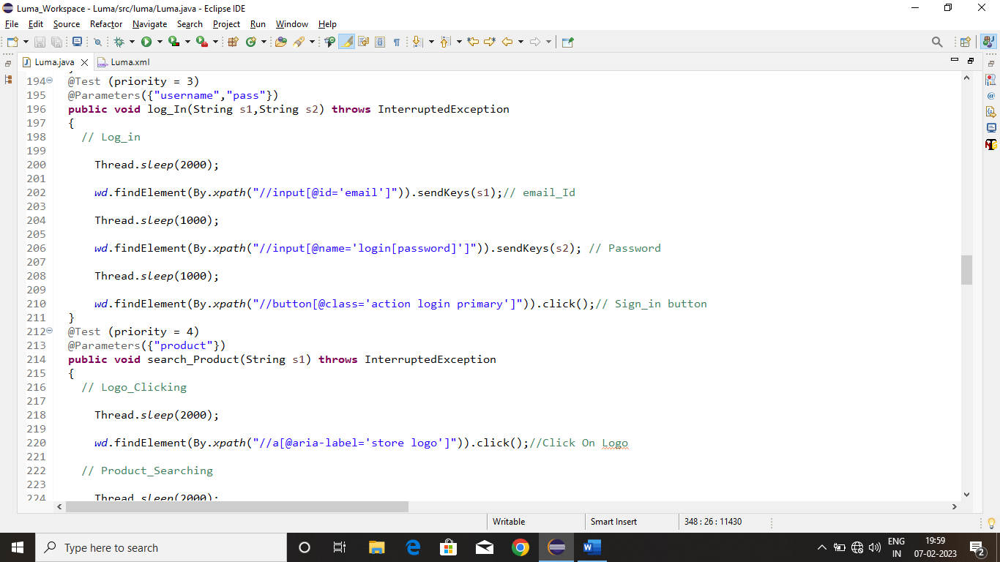 Luma_Workspace - Luma/src/luma/Luma.java - Eclipse IDE
File Edit Source Refactor Navigate Search Project Run Window Help
Luma.java Luma.xml
194 @Test (priority = 3)
195 @Parameters({"username","pass"})
196 public void log_In(String s1,String s2) throws InterruptedException
197 {
198 // Log_in
199
200 Thread.sleep(2000);
201
202 wd.findElement(By.xpath("//input[@id='email']")).sendKeys(s1);// email_Id
203
204 Thread.sleep(1000);
205
206 wd.findElement(By.xpath("//input[@name='login[password]']")).sendKeys(s2); // Password
207
208 Thread.sleep(1000);
209
210 wd.findElement(By.xpath("//button[@class='action login primary']")).click();// Sign_in button
211 }
212 @Test (priority = 4)
213 @Parameters({"product"})
214 public void search_Product(String s1) throws InterruptedException
215 {
216 // Logo_Clicking
217
218 Thread.sleep(2000);
219
220 wd.findElement(By.xpath("//a[@aria-label='store logo']")).click();//Click On Logo
221
222 // Product_Searching
223
224 Thread.sleep(2000);
Writable Smart Insert 348 : 26 : 11430
Type here to search
ENG 19:59
IN 07-02-2023
2